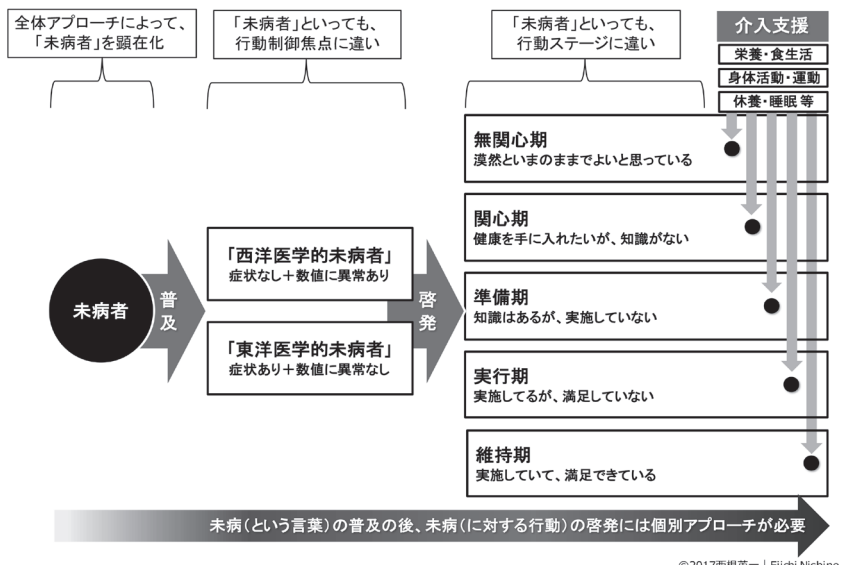 全体アプローチによって、
「未病者」を顕在化
「未病者」といっても、
行動制御焦点に違い
「未病者」といっても、
行動ステージに違い
介入支援
栄養・食生活
身体活動・運動
休養・睡眠 等
未病者
普及
「西洋医学的未病者」
症状なし＋数値に異常あり
「東洋医学的未病者」
症状あり＋数値に異常なし
啓発
無関心期
漠然といまのままでよいと思っている
関心期
健康を手に入れたいが、知識がない
準備期
知識はあるが、実施していない
実行期
実施してるが、満足していない
維持期
実施していて、満足できている
未病（という言葉）の普及の後、未病（に対する行動）の啓発には個別アプローチが必要
©2017西根英一 | Eiichi Nishine